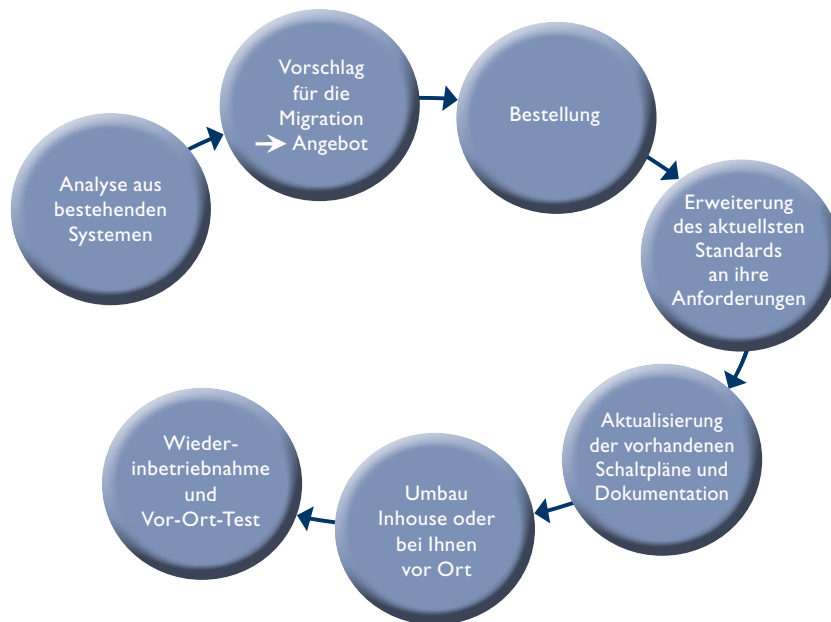 Analyse aus
bestehenden
Systemen
Vorschlag
für die
Migration
→ Angebot
Bestellung
Erweiterung
des aktuellsten
Standards
an ihre
Anforderungen
Aktualisierung
der vorhandenen
Schaltpläne und
Dokumentation
Umbau
Inhouse oder
bei Ihnen
vor Ort
Wieder-
inbetriebnahme
und
Vor-Ort-Test